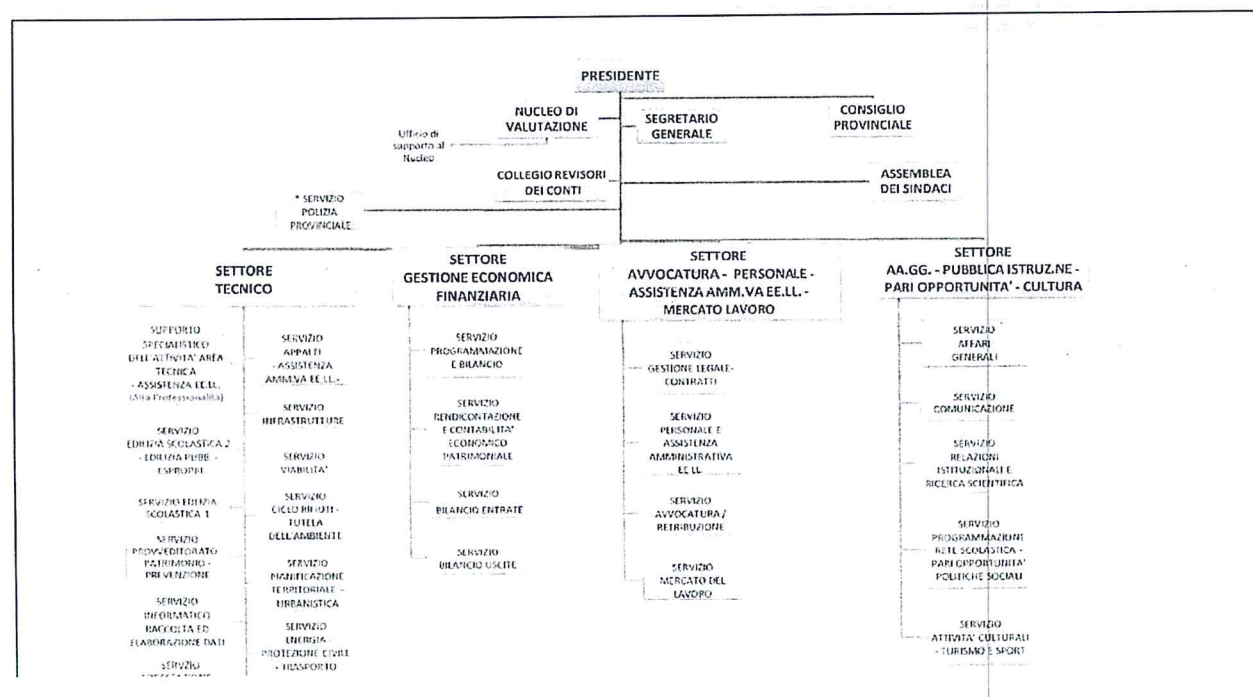 PRESIDENTE
NUCLEO DI
VALUTAZIONE
SEGRETARIO
GENERALE
CONSIGLIO
PROVINCIALE
Ufficio di
supporto al
Nucleo
COLLEGIO REVISORI
DEI CONTI
ASSEMBLEA
DEI SINDACI
* SERVIZIO
POLIZIA
PROVINCIALE
SETTORE
TECNICO
SUPPORTO
SPECIALISTICO
DELL'ATTIVITA' AREA
TECNICA
- ASSISTENZA EE.LL.
(Alta Professionalità)
SERVIZIO
EDILIZIA SCOLASTICA 2
- EDILIZIA PUBB. -
ESPROPRI
SERVIZIO EDILIZIA
SCOLASTICA 1
SERVIZIO
PROVVEDITORATO
PATRIMONIO -
PREVENZIONE
SERVIZIO
INFORMATICO
RACCOLTA ED
ELABORAZIONE DATI
SERVIZIO
SERVIZIO
APPALTI
- ASSISTENZA
AMM.VA EE.LL. -
SERVIZIO
INFRASTRUTTURE
SERVIZIO
VIABILITA'
SERVIZIO
CICLO RIFIUTI -
TUTELA
DELL'AMBIENTE
SERVIZIO
PIANIFICAZIONE
TERRITORIALE -
URBANISTICA
SERVIZIO
ENERGIA -
PROTEZIONE CIVILE
- TRASPORTO
SETTORE
GESTIONE ECONOMICA
FINANZIARIA
SERVIZIO
PROGRAMMAZIONE
E BILANCIO
SERVIZIO
RENDICONTAZIONE
E CONTABILITA'
ECONOMICO
PATRIMONIALE
SERVIZIO
BILANCIO ENTRATE
SERVIZIO
BILANCIO USCITE
SETTORE
AVVOCATURA - PERSONALE -
ASSISTENZA AMM.VA EE.LL. -
MERCATO LAVORO
SERVIZIO
GESTIONE LEGALE-
CONTRATTI
SERVIZIO
PERSONALE E
ASSISTENZA
AMMINISTRATIVA
EE LL
SERVIZIO
AVVOCATURA /
RETRIBUZIONE
SERVIZIO
MERCATO DEL
LAVORO
SETTORE
AA.GG. - PUBBLICA ISTRUZ.NE -
PARI OPPORTUNITA' - CULTURA
SERVIZIO
AFFARI
GENERALI
SERVIZIO
COMUNICAZIONE
SERVIZIO
RELAZIONI
ISTITUZIONALI E
RICERCA SCIENTIFICA
SERVIZIO
PROGRAMMAZIONE
RETE SCOLASTICA -
PARI OPPORTUNITA'
POLITICHE SOCIALI
SERVIZIO
ATTIVITA' CULTURALI
- TURISMO E SPORT